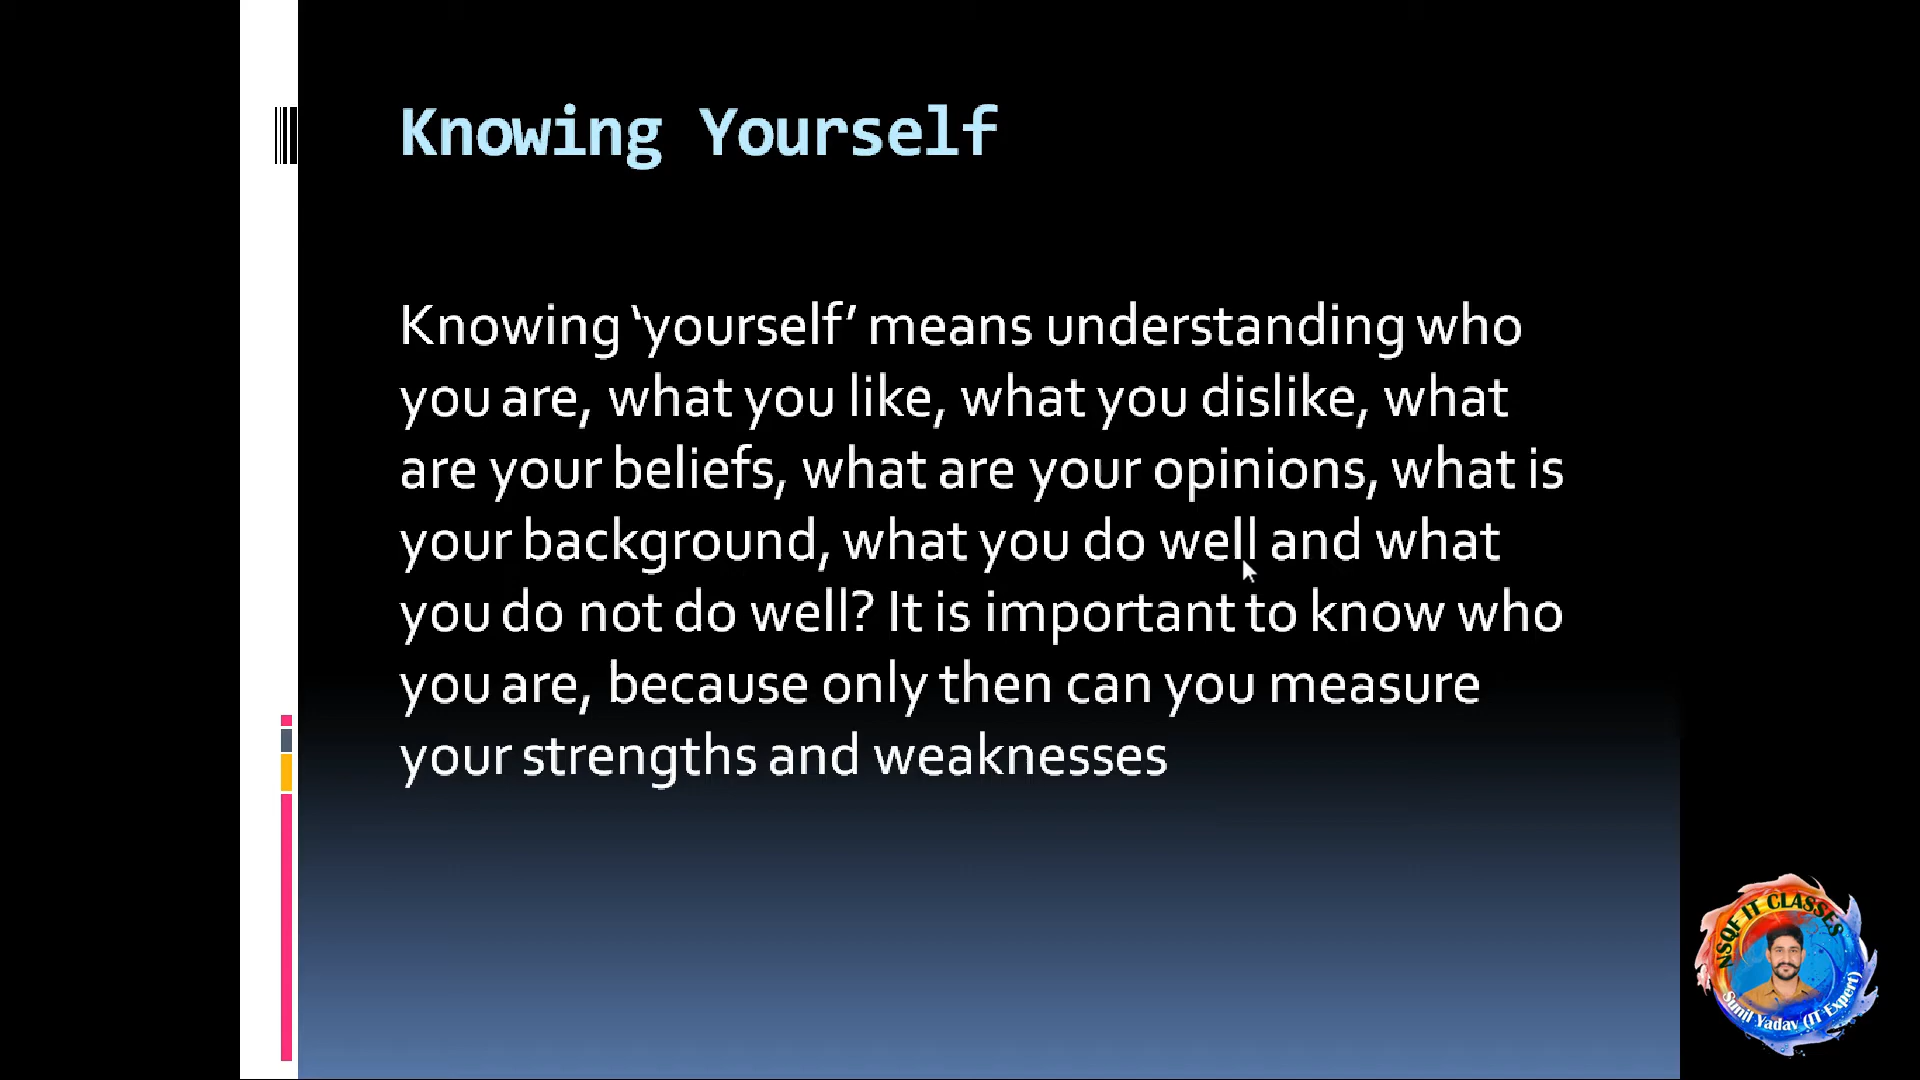 Knowing Yourself
Knowing ‘yourself’ means understanding who
you are, what you like, what you dislike, what
are your beliefs, what are your opinions, what is
your background, what you do well and what
you do not do well? It is important to know who
you are, because only then can you measure
your strengths and weaknesses
NSQF IT CLASSES
Sunil Yadav (IT Expert)